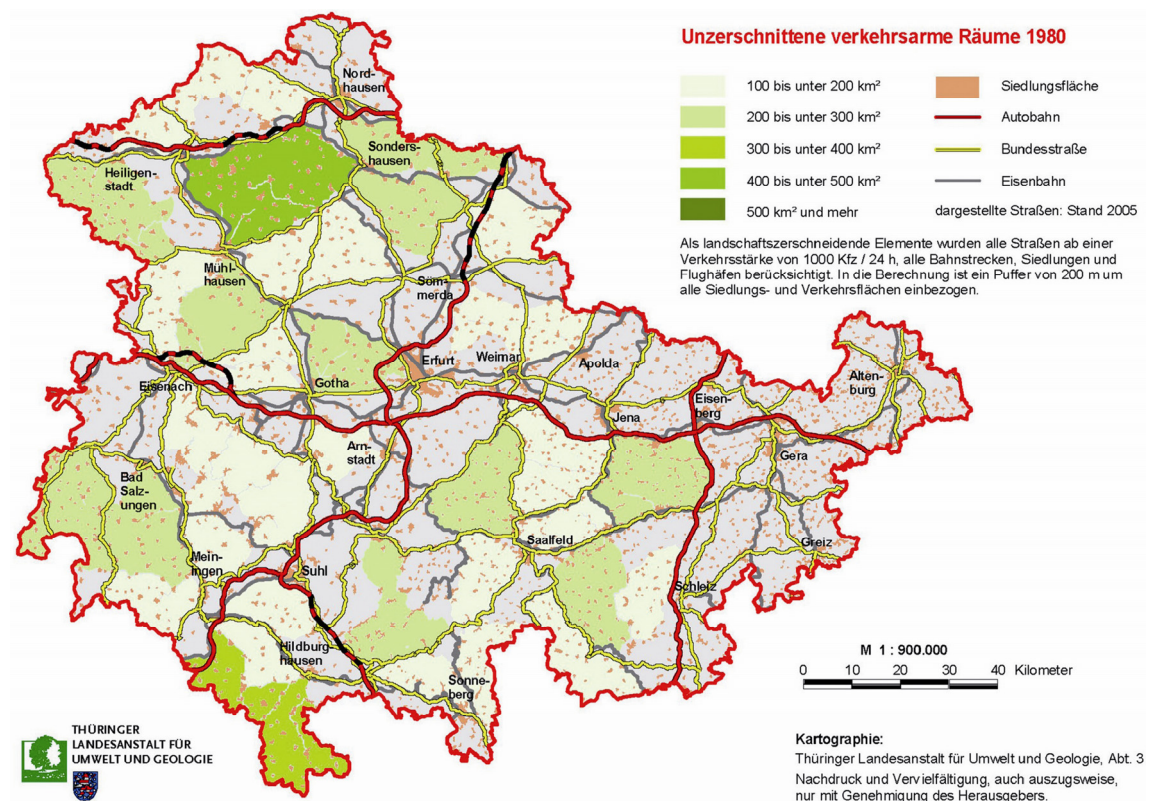 Unzerschnittene verkehrsarme Räume 1980
100 bis unter 200 km²
200 bis unter 300 km²
300 bis unter 400 km²
400 bis unter 500 km²
500 km² und mehr
Siedlungsfläche
Autobahn
Bundesstraße
Eisenbahn
dargestellte Straßen: Stand 2005
Als landschaftszerschneidende Elemente wurden alle Straßen ab einer
Verkehrsstärke von 1000 Kfz / 24 h, alle Bahnstrecken, Siedlungen und
Flughäfen berücksichtigt. In die Berechnung ist ein Puffer von 200 m um
alle Siedlungs- und Verkehrsflächen einbezogen.
Nord-
hausen
Sonders-
hausen
Heiligen-
stadt
Mühl-
hausen
Söm-
merda
Erfurt
Weimar
Apolda
Alten-
burg
Eisenach
Gotha
Eisen-
berg
Jena
Arn-
stadt
Gera
Bad
Salz-
ungen
Saalfeld
Greiz
Mein-
ingen
Suhl
Schleiz
Hildburg-
hausen
Sonne-
berg
M 1 : 900.000
0 10 20 30 40 Kilometer
THÜRINGER
LANDESANSTALT FÜR
UMWELT UND GEOLOGIE
Kartographie:
Thüringer Landesanstalt für Umwelt und Geologie, Abt. 3
Nachdruck und Vervielfältigung, auch auszugsweise,
nur mit Genehmigung des Herausgebers.